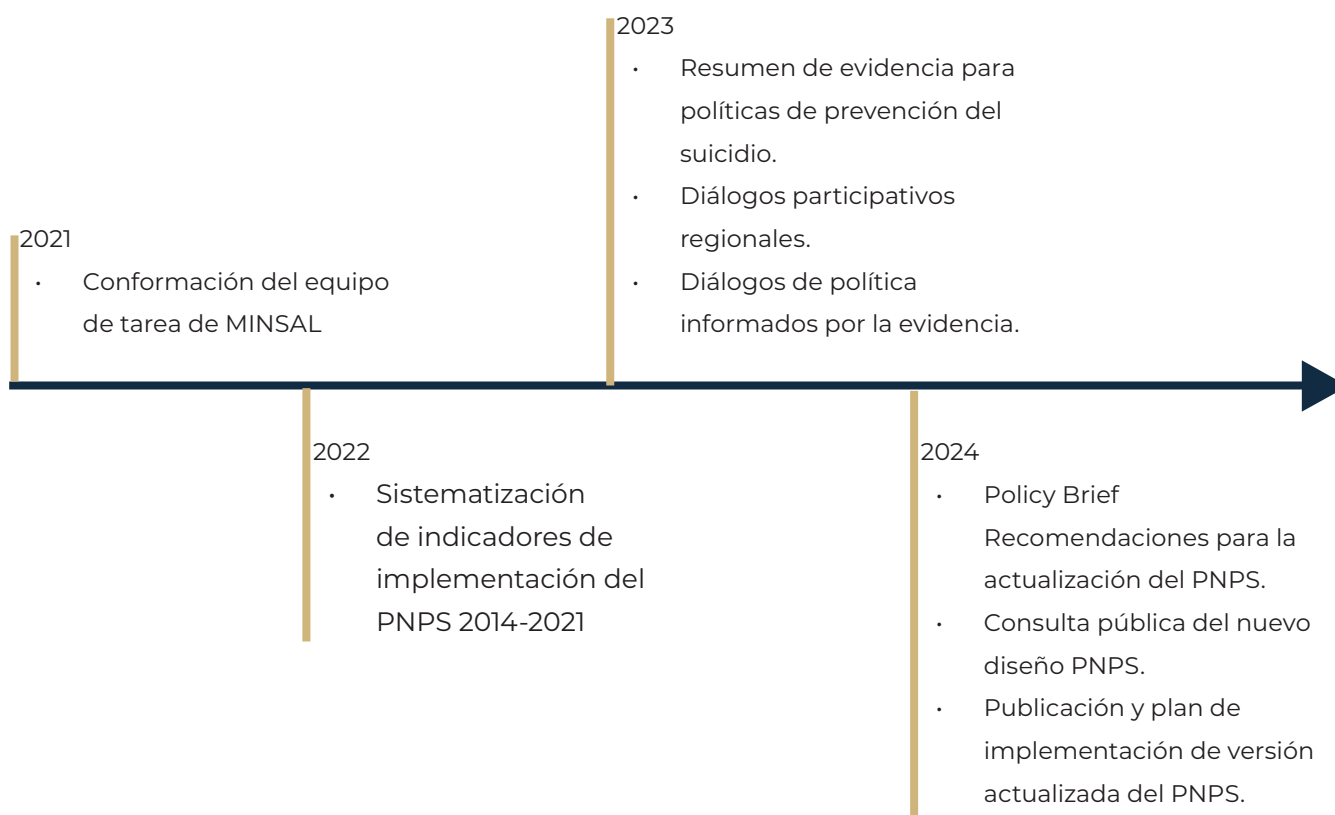 2021
• Conformación del equipo
de tarea de MINSAL
2022
• Sistematización
de indicadores de
implementación del
PNPS 2014-2021
2023
• Resumen de evidencia para
políticas de prevención del
suicidio.
• Diálogos participativos
regionales.
• Diálogos de política
informados por la evidencia.
2024
• Policy Brief
Recomendaciones para la
actualización del PNPS.
• Consulta pública del nuevo
diseño PNPS.
• Publicación y plan de
implementación de versión
actualizada del PNPS.